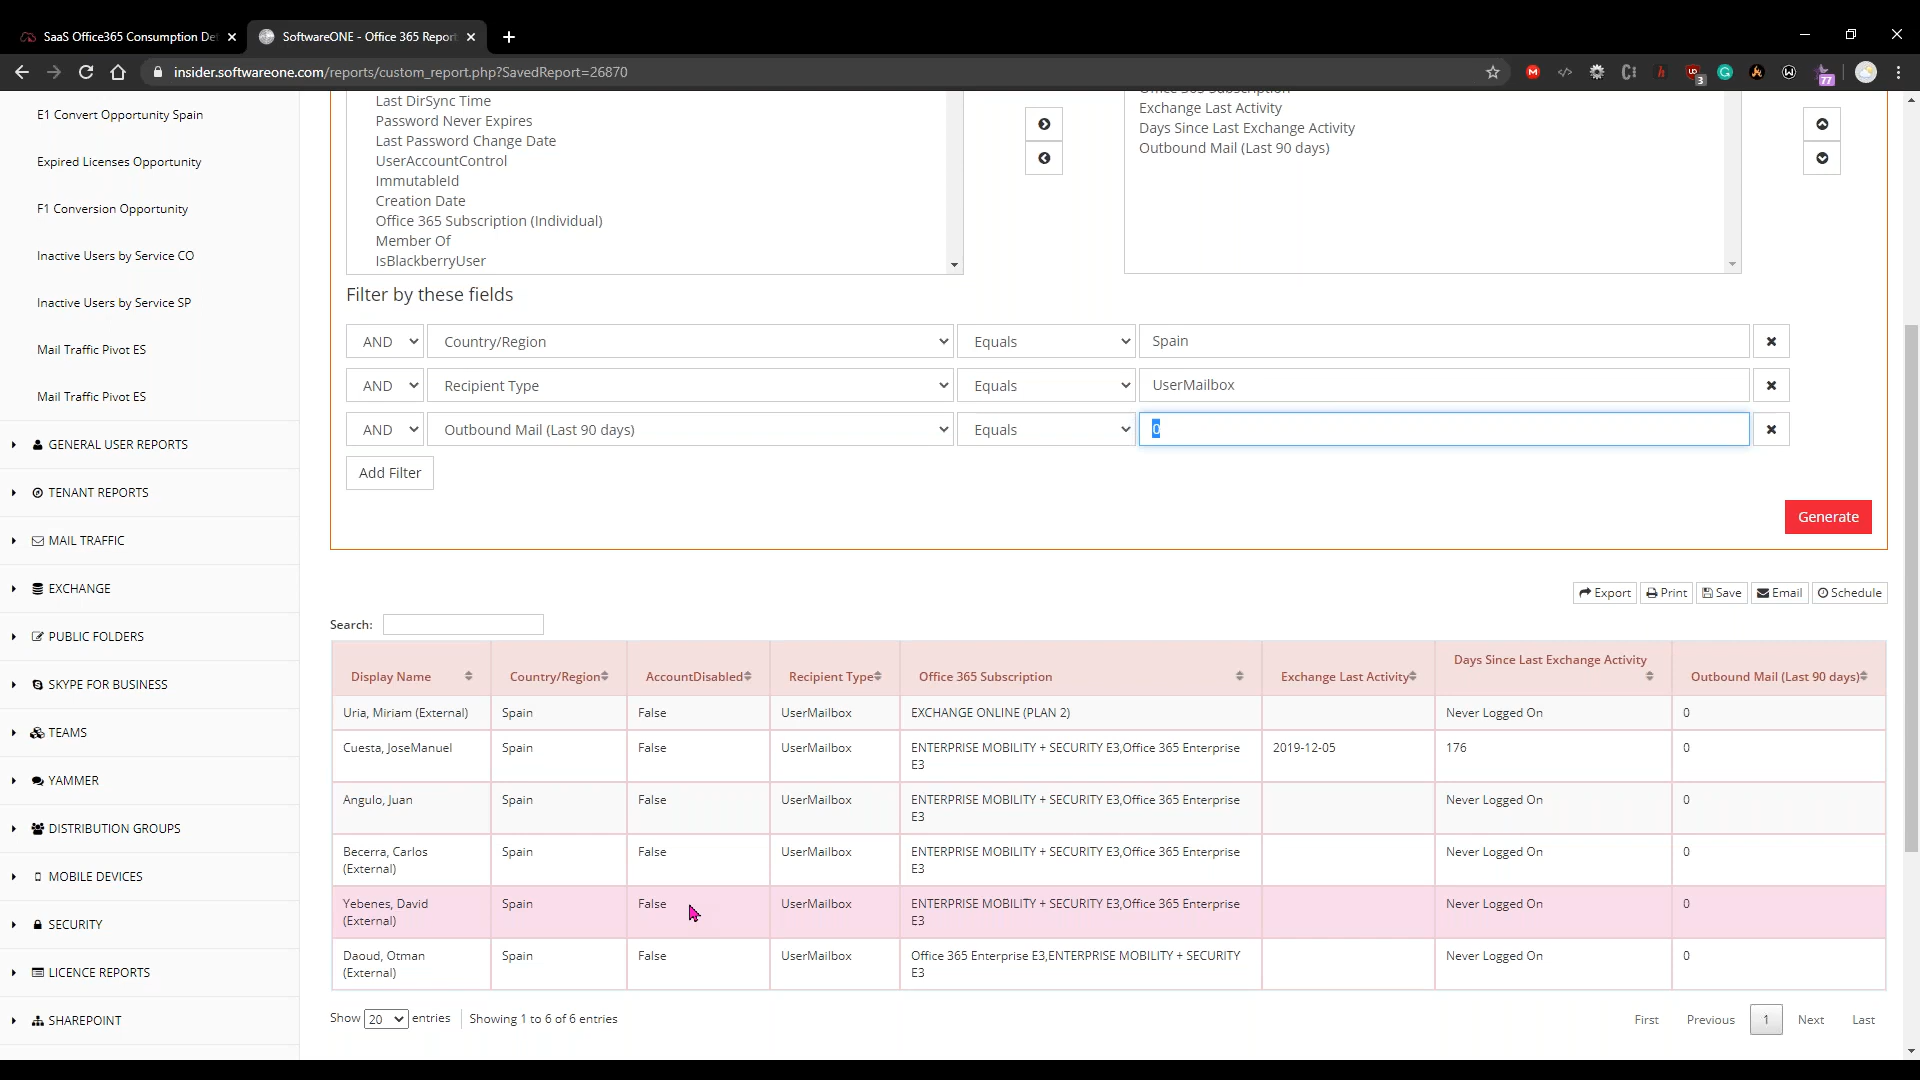 SaaS Office365 Consumption De
SoftwareONE - Office 365 Report
insider.softwareone.com/reports/custom_report.php?SavedReport=26870
3
77
E1 Convert Opportunity Spain
Expired Licenses Opportunity
F1 Conversion Opportunity
Inactive Users by Service CO
Inactive Users by Service SP
Mail Traffic Pivot ES
Mail Traffic Pivot ES
GENERAL USER REPORTS
TENANT REPORTS
MAIL TRAFFIC
EXCHANGE
PUBLIC FOLDERS
SKYPE FOR BUSINESS
TEAMS
YAMMER
DISTRIBUTION GROUPS
MOBILE DEVICES
SECURITY
LICENCE REPORTS
SHAREPOINT
Last DirSync Time
Password Never Expires
Last Password Change Date
UserAccountControl
ImmutableId
Creation Date
Office 365 Subscription (Individual)
Member Of
IsBlackberryUser
Office 365 Subscription
Exchange Last Activity
Days Since Last Exchange Activity
Outbound Mail (Last 90 days)
Filter by these fields
AND Country/Region Equals Spain
AND Recipient Type Equals UserMailbox
AND Outbound Mail (Last 90 days) Equals 0
Add Filter
Generate
Export Print Save Email Schedule
Search:
Display Name Country/Region AccountDisabled Recipient Type Office 365 Subscription Exchange Last Activity Days Since Last Exchange Activity Outbound Mail (Last 90 days)
Uria, Miriam (External) Spain False UserMailbox EXCHANGE ONLINE (PLAN 2) Never Logged On 0
Cuesta, JoseManuel Spain False UserMailbox ENTERPRISE MOBILITY + SECURITY E3,Office 365 Enterprise 2019-12-05 176 0
E3
Angulo, Juan Spain False UserMailbox ENTERPRISE MOBILITY + SECURITY E3,Office 365 Enterprise Never Logged On 0
E3
Becerra, Carlos Spain False UserMailbox ENTERPRISE MOBILITY + SECURITY E3,Office 365 Enterprise Never Logged On 0
(External) E3
Yebenes, David Spain False UserMailbox ENTERPRISE MOBILITY + SECURITY E3,Office 365 Enterprise Never Logged On 0
(External) E3
Daoud, Otman Spain False UserMailbox Office 365 Enterprise E3,ENTERPRISE MOBILITY + SECURITY Never Logged On 0
(External) E3
Show 20 entries Showing 1 to 6 of 6 entries First Previous 1 Next Last